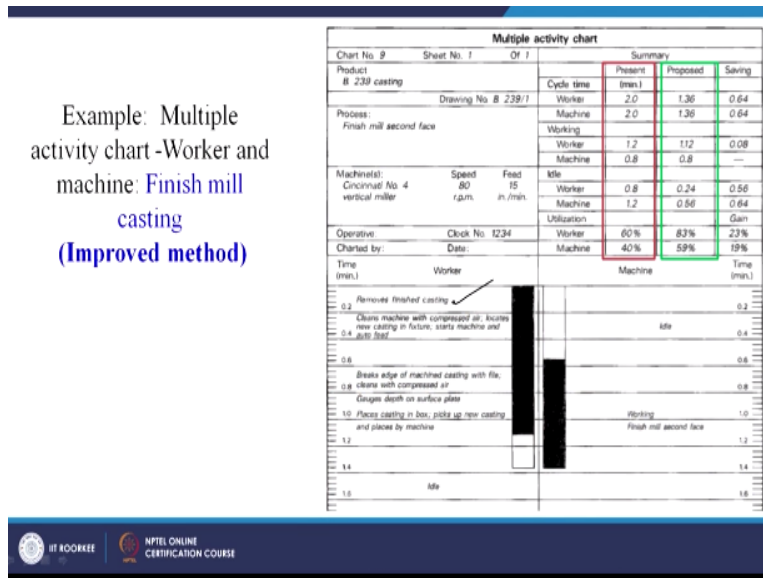 Example: Multiple
activity chart -Worker and
machine: Finish mill
casting
(Improved method)
Multiple activity chart
Chart No. 9 Sheet No. 1 Of 1 Summary
Product Present Proposed Saving
B 239 casting Cycle time (min.)
Drawing No B 239/1 Worker 2.0 1.36 0.64
Process: Machine 2.0 1.36 0.64
Finish mill second face Working
Worker 1.2 1.12 0.08
Machine 0.8 0.8 —
Machine(s): Speed Feed Idle
Cincinnati No. 4 80 15 Worker 0.8 0.24 0.56
vertical miller r.p.m. in./min. Machine 1.2 0.56 0.64
Utilization Gain
Operative Clock No. 1234 Worker 60% 83% 23%
Charted by: Date: Machine 40% 59% 19%
Time Worker Machine Time
(min.) (min.)
Removes finished casting
0.2 0.2
Cleans machine with compressed air; locates
new casting in fixture, starts machine and Idle
0.4 auto feed 0.4
0.6 0.6
Breaks edge of machined casting with file,
0.8 cleans with compressed air 0.8
Gauges depth on surface plate
1.0 Places casting in box; picks up new casting Working 1.0
and places by machine Finish mill second face
1.2 1.2
1.4 1.4
Idle
1.6 1.6
IIT ROORKEE
NPTEL ONLINE
CERTIFICATION COURSE